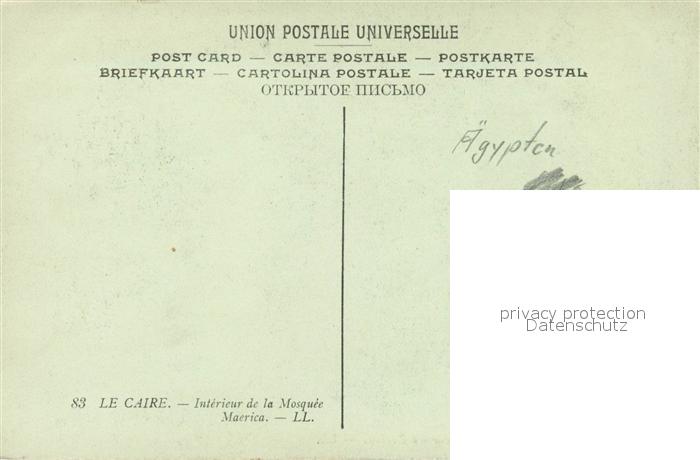 UNION POSTALE UNIVERSELLE
POST CARD — CARTE POSTALE — POSTKARTE
BRIEFKAART — CARTOLINA POSTALE — TARJETA POSTAL
ОТКРЫТОЕ ПИСЬМО
Ägypten
privacy protection
Datenschutz
83 LE CAIRE. — Intérieur de la Mosquée
Maerica. — LL.